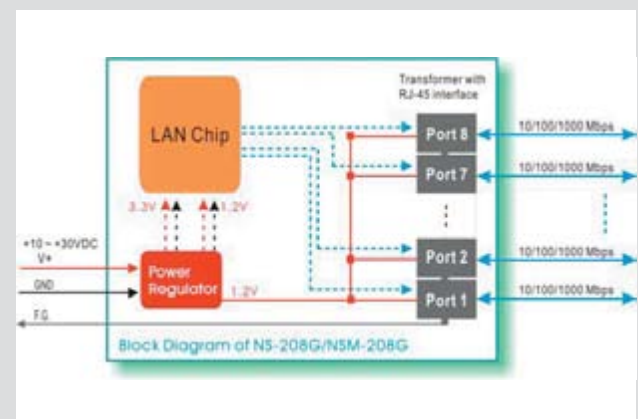 Transformer with
RJ-45 interface
LAN Chip
Port 8
10/100/1000 Mbps
Port 7
10/100/1000 Mbps
3.3V
1.2V
+10 ~ +30VDC
V+
Port 2
10/100/1000 Mbps
Power
Regulator
GND
1.2V
Port 1
10/100/1000 Mbps
F.G.
Block Diagram of NS-208G/NSM-208G